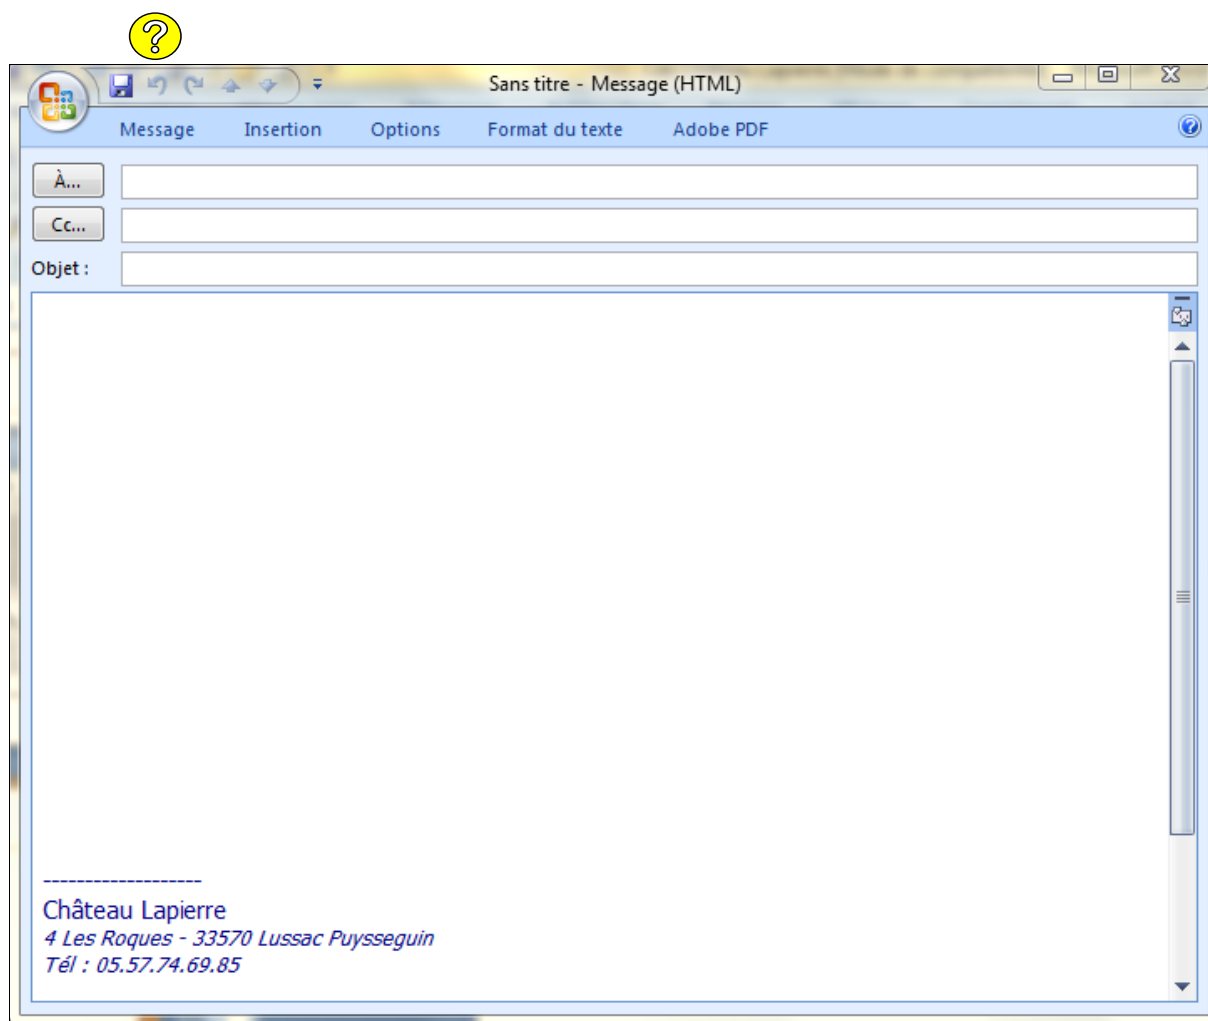 ?
Sans titre - Message (HTML)
Message Insertion Options Format du texte Adobe PDF
À...
Cc...
Objet :
-------------------
Château Lapierre
4 Les Roques - 33570 Lussac Puysseguin
Tél : 05.57.74.69.85